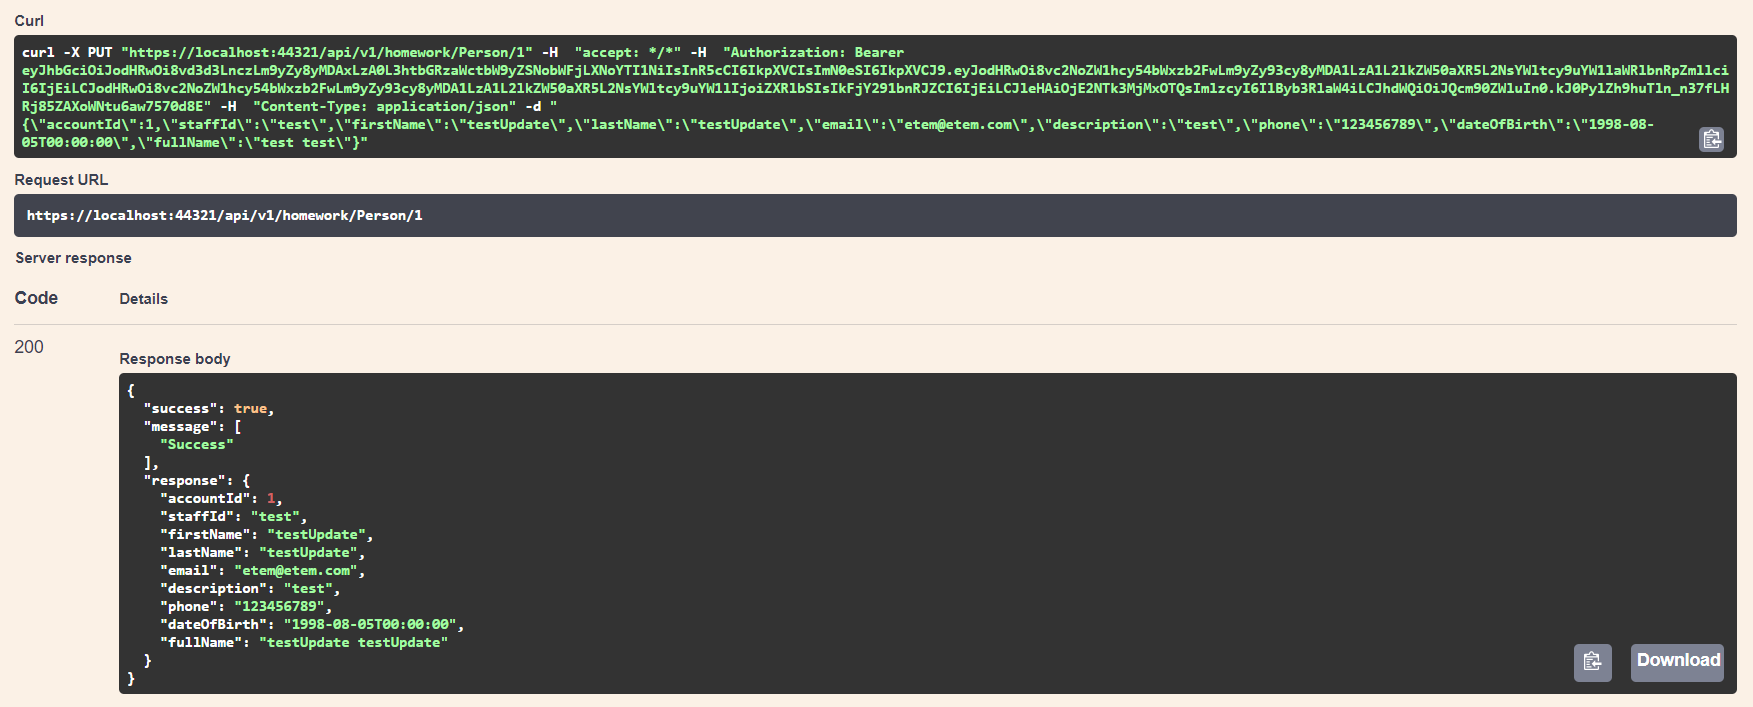 Curl
curl -X PUT "https://localhost:44321/api/v1/homework/Person/1" -H  "accept: */*" -H  "Authorization: Bearer
eyJhbGciOiJodHRwOi8vd3d3LnczLm9yZy8yMDAxLzA0L3htbGRzaWctbW9yZSNobWFjLXNoYTI1NiIsInR5cCI6IkpXVCIsImN0eSI6IkpXVCJ9.eyJodHRwOi8vc2NoZW1hcy54bWxzb2FwLm9yZy93cy8yMDA1LzA1L2lkZW50aXR5L2NsYWltcy9uYW1laWRlbnRpZmllci
I6IjEiLCJodHRwOi8vc2NoZW1hcy54bWxzb2FwLm9yZy93cy8yMDA1LzA1L2lkZW50aXR5L2NsYWltcy9uYW1lIjoiZXRlbSIsIkFjY291bnRJZCI6IjEiLCJleHAiOjE2NTk3MjMxOTQsImlzcyI6IlByb3RlaW4iLCJhdWQiOiJQcm90ZWluIn0.kJ0PylZh9huTln_n37fLH
Rj85ZAXoWNtu6aw7570d8E" -H  "Content-Type: application/json" -d "
{\"accountId\":1,\"staffId\":\"test\",\"firstName\":\"testUpdate\",\"lastName\":\"testUpdate\",\"email\":\"etem@etem.com\",\"description\":\"test\",\"phone\":\"123456789\",\"dateOfBirth\":\"1998-08-
05T00:00:00\",\"fullName\":\"test test\"}"
Request URL
https://localhost:44321/api/v1/homework/Person/1
Server response
Code Details
200
Response body
{
"success": true,
"message": [
"Success"
],
"response": {
"accountId": 1,
"staffId": "test",
"firstName": "testUpdate",
"lastName": "testUpdate",
"email": "etem@etem.com",
"description": "test",
"phone": "123456789",
"dateOfBirth": "1998-08-05T00:00:00",
"fullName": "testUpdate testUpdate"
}
}
Download